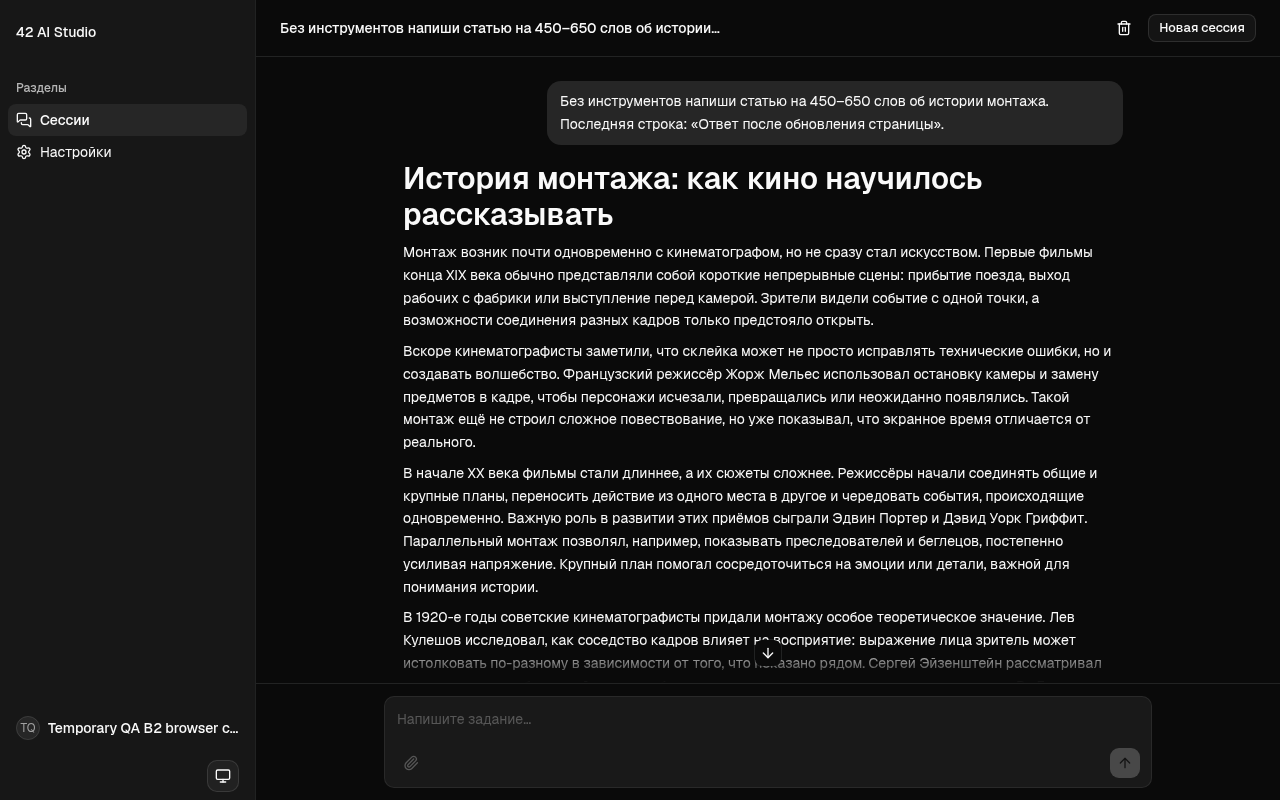 42 AI Studio
Разделы
Сессии
Настройки
Temporary QA B2 browser c…
Без инструментов напиши статью на 450–650 слов об истории…
Новая сессия
Без инструментов напиши статью на 450–650 слов об истории монтажа.
Последняя строка: «Ответ после обновления страницы».
История монтажа: как кино научилось
рассказывать
Монтаж возник почти одновременно с кинематографом, но не сразу стал искусством. Первые фильмы
конца XIX века обычно представляли собой короткие непрерывные сцены: прибытие поезда, выход
рабочих с фабрики или выступление перед камерой. Зрители видели событие с одной точки, а
возможности соединения разных кадров только предстояло открыть.
Вскоре кинематографисты заметили, что склейка может не просто исправлять технические ошибки, но и
создавать волшебство. Французский режиссёр Жорж Мельес использовал остановку камеры и замену
предметов в кадре, чтобы персонажи исчезали, превращались или неожиданно появлялись. Такой
монтаж ещё не строил сложное повествование, но уже показывал, что экранное время отличается от
реального.
В начале XX века фильмы стали длиннее, а их сюжеты сложнее. Режиссёры начали соединять общие и
крупные планы, переносить действие из одного места в другое и чередовать события, происходящие
одновременно. Важную роль в развитии этих приёмов сыграли Эдвин Портер и Дэвид Уорк Гриффит.
Параллельный монтаж позволял, например, показывать преследователей и беглецов, постепенно
усиливая напряжение. Крупный план помогал сосредоточиться на эмоции или детали, важной для
понимания истории.
В 1920-е годы советские кинематографисты придали монтажу особое теоретическое значение. Лев
Кулешов исследовал, как соседство кадров влияет на восприятие: выражение лица зритель может
истолковать по-разному в зависимости от того, что показано рядом. Сергей Эйзенштейн рассматривал
Напишите задание…
TQ